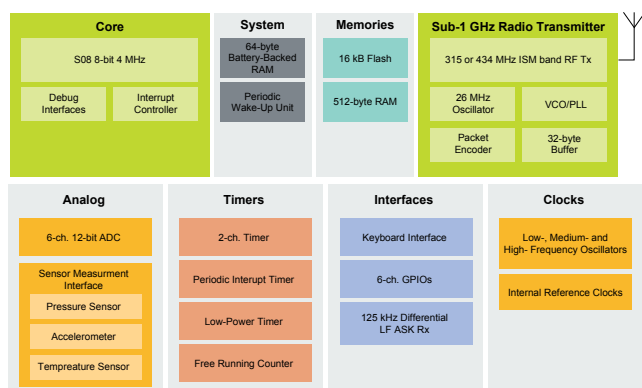 Core
S08 8-bit 4 MHz
Debug
Interfaces
Interrupt
Controller
System
64-byte
Battery-Backed
RAM
Periodic
Wake-Up Unit
Memories
16 kB Flash
512-byte RAM
Sub-1 GHz Radio Transmitter
315 or 434 MHz ISM band RF Tx
26 MHz
Oscillator
VCO/PLL
Packet
Encoder
32-byte
Buffer
Analog
6-ch. 12-bit ADC
Sensor Measurment
Interface
Pressure Sensor
Accelerometer
Tempreature Sensor
Timers
2-ch. Timer
Periodic Interupt Timer
Low-Power Timer
Free Running Counter
Interfaces
Keyboard Interface
6-ch. GPIOs
125 kHz Differential
LF ASK Rx
Clocks
Low-, Medium- and
High- Frequency Oscillators
Internal Reference Clocks